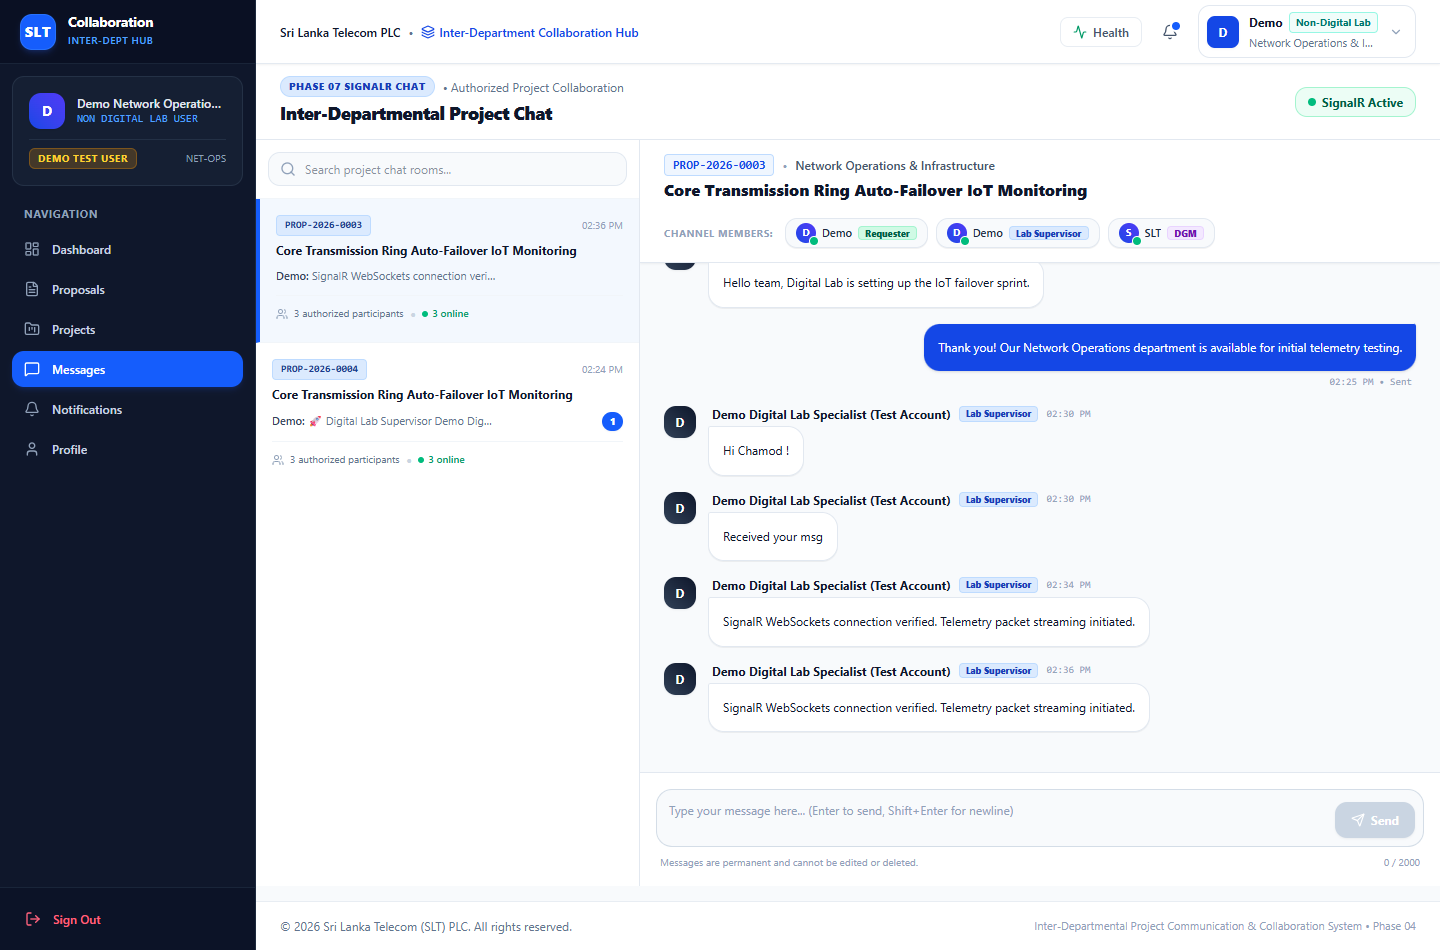 SLT
Collaboration
INTER-DEPT HUB
D
Demo Network Operatio...
NON DIGITAL LAB USER
DEMO TEST USER
NET-OPS
NAVIGATION
Dashboard
Proposals
Projects
Messages
Notifications
Profile
Sign Out
Sri Lanka Telecom PLC • Inter-Department Collaboration Hub
Health
D
Demo Non-Digital Lab
Network Operations & I...
PHASE 07 SIGNALR CHAT • Authorized Project Collaboration
Inter-Departmental Project Chat
SignalR Active
Search project chat rooms...
PROP-2026-0003 02:36 PM
Core Transmission Ring Auto-Failover IoT Monitoring
Demo: SignalR WebSockets connection veri...
3 authorized participants • 3 online
PROP-2026-0004 02:24 PM
Core Transmission Ring Auto-Failover IoT Monitoring
Demo: 🚀 Digital Lab Supervisor Demo Dig... 1
3 authorized participants • 3 online
PROP-2026-0003 • Network Operations & Infrastructure
Core Transmission Ring Auto-Failover IoT Monitoring
CHANNEL MEMBERS: D Demo Requester D Demo Lab Supervisor S SLT DGM
Hello team, Digital Lab is setting up the IoT failover sprint.
Thank you! Our Network Operations department is available for initial telemetry testing.
02:25 PM • Sent
D Demo Digital Lab Specialist (Test Account) Lab Supervisor 02:30 PM
Hi Chamod !
D Demo Digital Lab Specialist (Test Account) Lab Supervisor 02:30 PM
Received your msg
D Demo Digital Lab Specialist (Test Account) Lab Supervisor 02:34 PM
SignalR WebSockets connection verified. Telemetry packet streaming initiated.
D Demo Digital Lab Specialist (Test Account) Lab Supervisor 02:36 PM
SignalR WebSockets connection verified. Telemetry packet streaming initiated.
Type your message here... (Enter to send, Shift+Enter for newline)
Send
Messages are permanent and cannot be edited or deleted. 0 / 2000
© 2026 Sri Lanka Telecom (SLT) PLC. All rights reserved.
Inter-Departmental Project Communication & Collaboration System • Phase 04